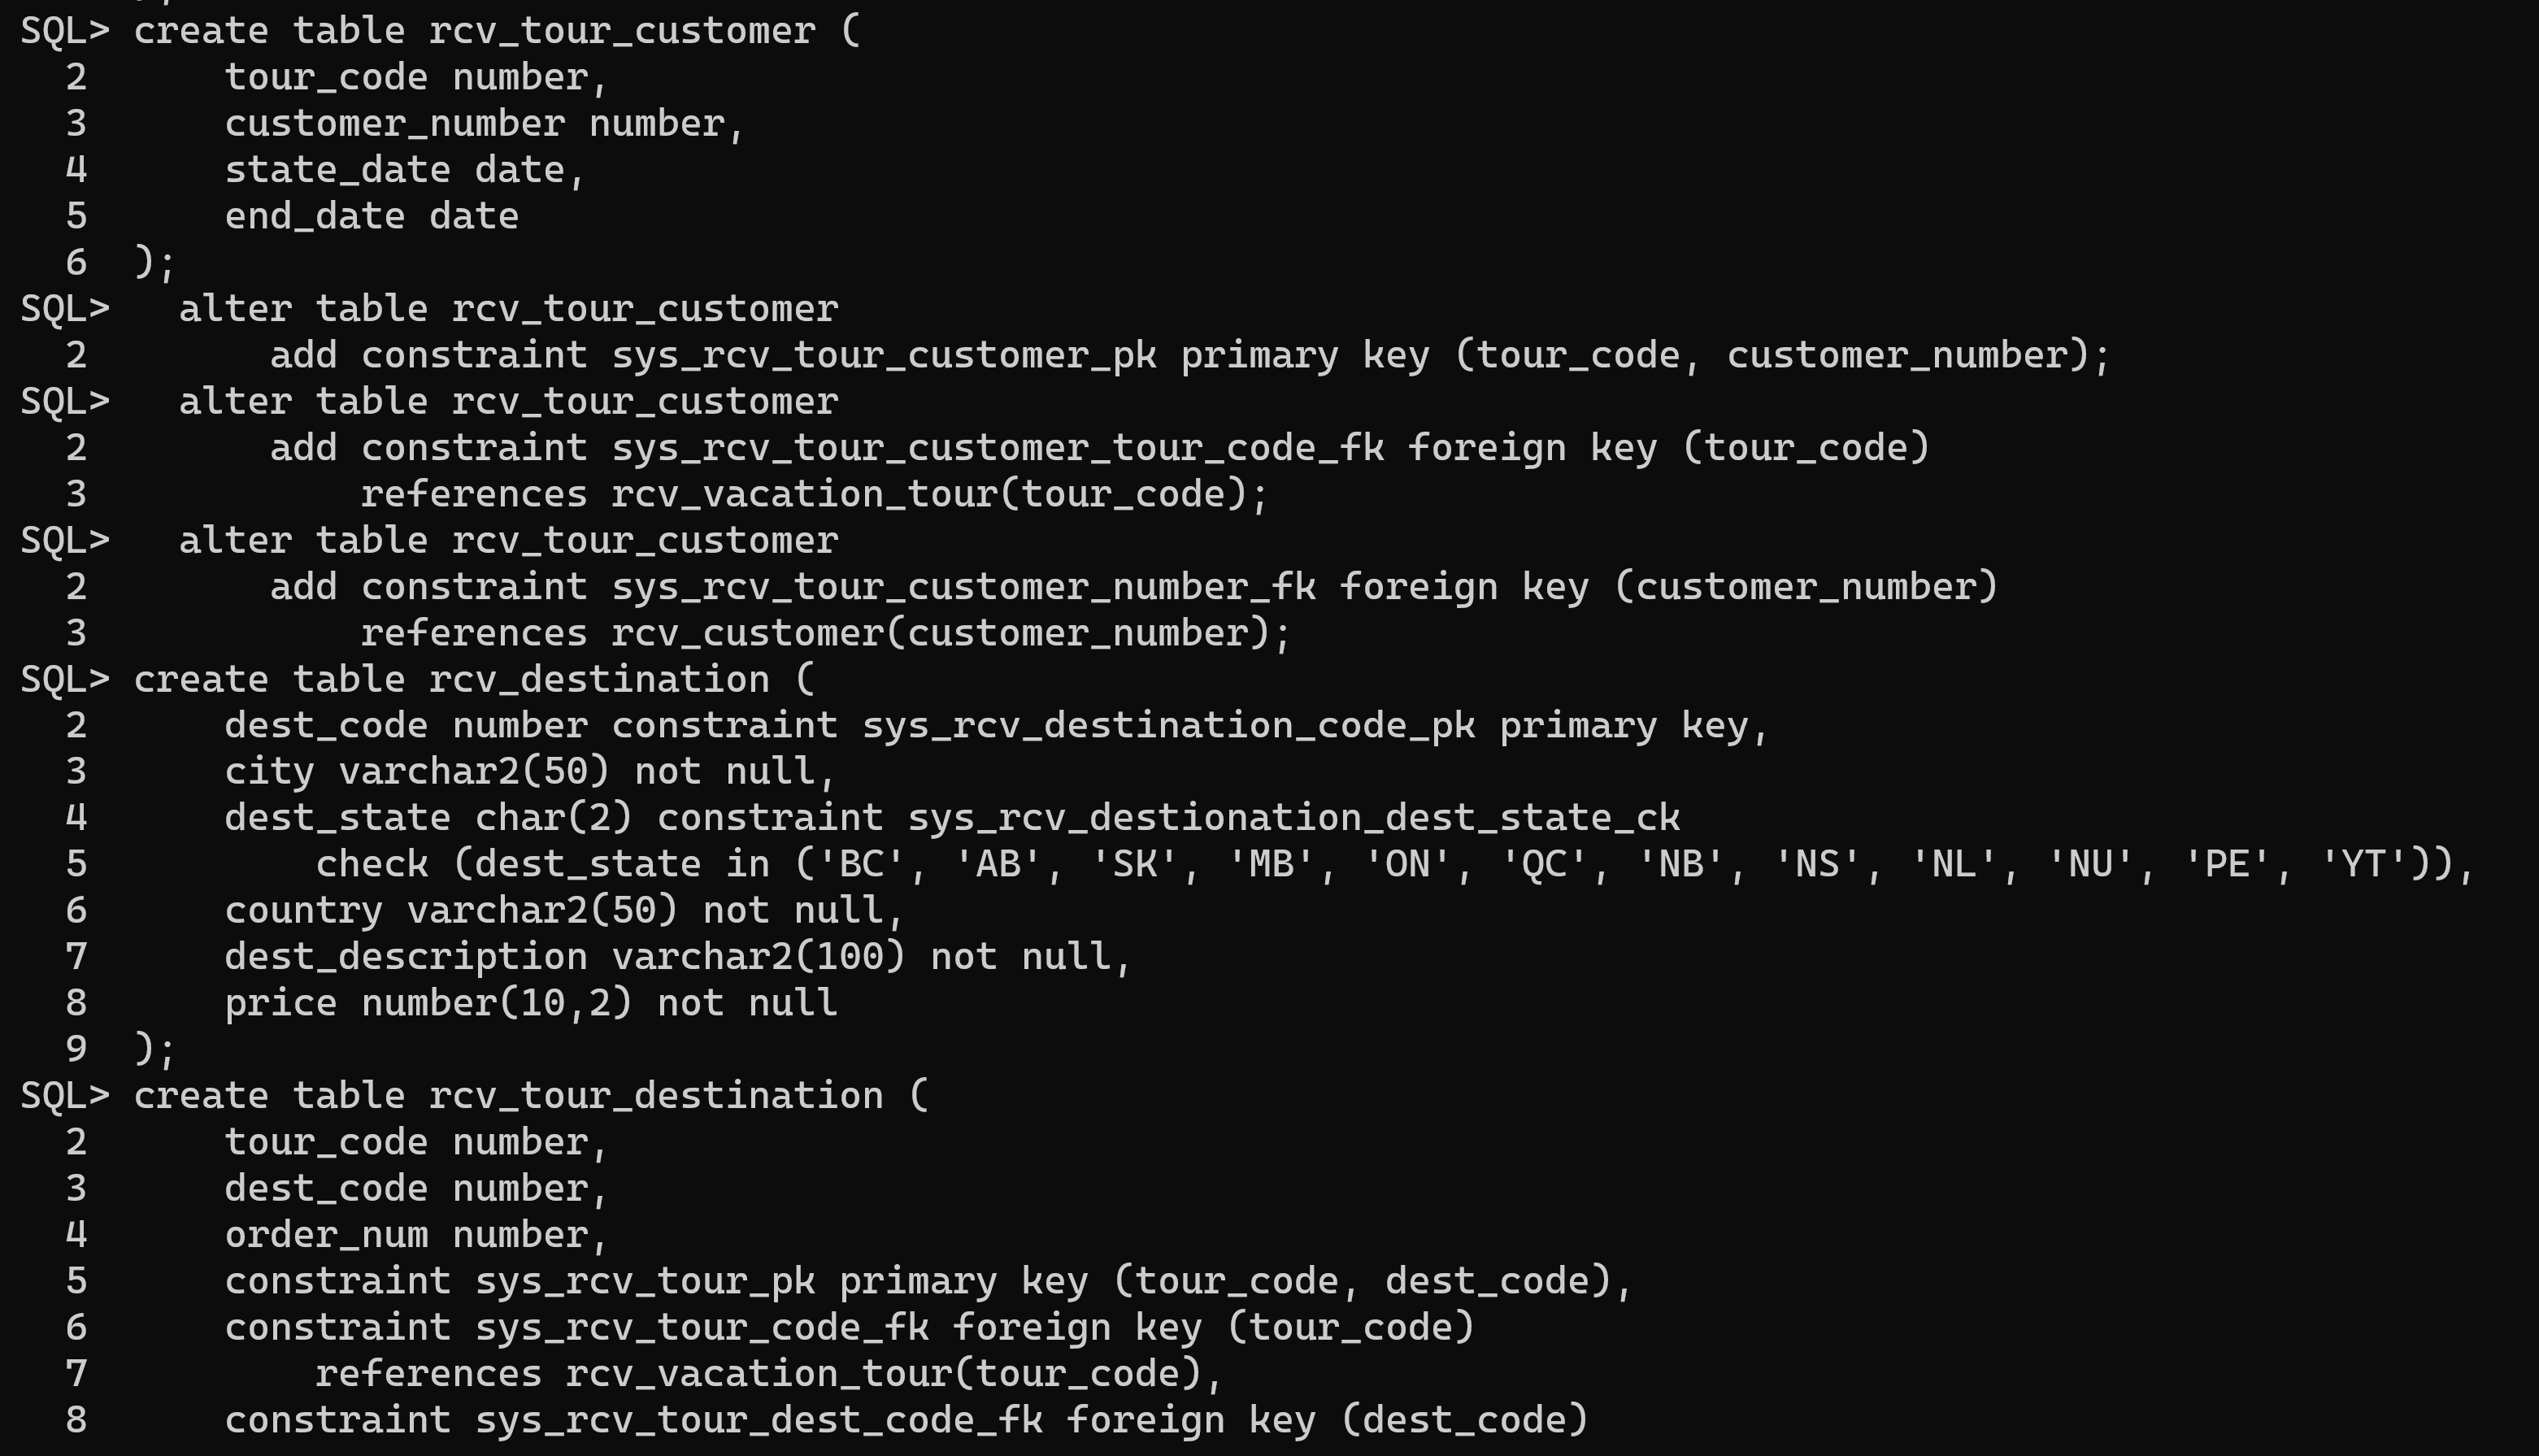 SQL> create table rcv_tour_customer (
  2      tour_code number,
  3      customer_number number,
  4      state_date date,
  5      end_date date
  6  );
SQL>   alter table rcv_tour_customer
  2        add constraint sys_rcv_tour_customer_pk primary key (tour_code, customer_number);
SQL>   alter table rcv_tour_customer
  2        add constraint sys_rcv_tour_customer_tour_code_fk foreign key (tour_code)
  3            references rcv_vacation_tour(tour_code);
SQL>   alter table rcv_tour_customer
  2        add constraint sys_rcv_tour_customer_number_fk foreign key (customer_number)
  3            references rcv_customer(customer_number);
SQL> create table rcv_destination (
  2      dest_code number constraint sys_rcv_destination_code_pk primary key,
  3      city varchar2(50) not null,
  4      dest_state char(2) constraint sys_rcv_destionation_dest_state_ck
  5          check (dest_state in ('BC', 'AB', 'SK', 'MB', 'ON', 'QC', 'NB', 'NS', 'NL', 'NU', 'PE', 'YT')),
  6      country varchar2(50) not null,
  7      dest_description varchar2(100) not null,
  8      price number(10,2) not null
  9  );
SQL> create table rcv_tour_destination (
  2      tour_code number,
  3      dest_code number,
  4      order_num number,
  5      constraint sys_rcv_tour_pk primary key (tour_code, dest_code),
  6      constraint sys_rcv_tour_code_fk foreign key (tour_code)
  7          references rcv_vacation_tour(tour_code),
  8      constraint sys_rcv_tour_dest_code_fk foreign key (dest_code)